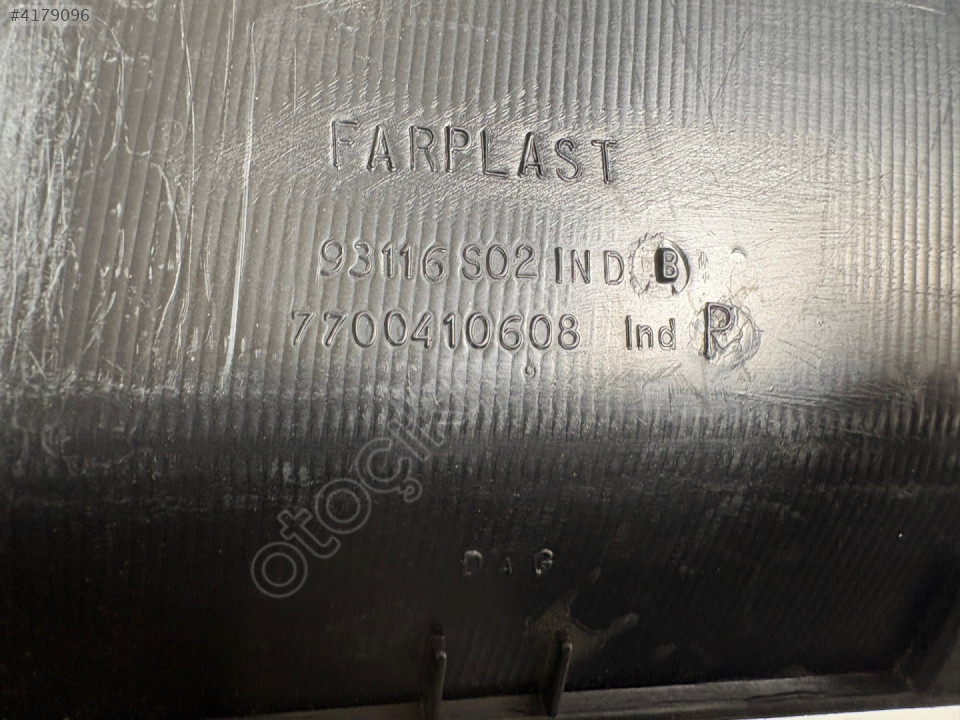 #4179096
FARPLAST
93116 S02 IND B
7700410608 Ind P
otoçık